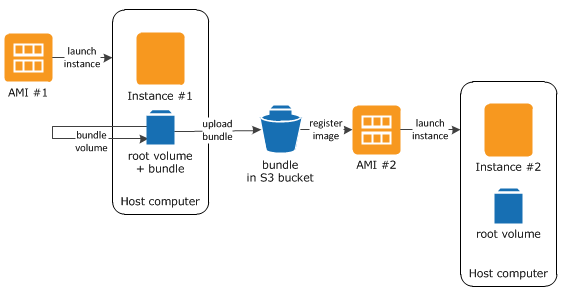 AMI #1
launch
instance
Instance #1
bundle
volume
root volume
+ bundle
Host computer
upload
bundle
bundle
in S3 bucket
register
image
AMI #2
launch
instance
Instance #2
root volume
Host computer